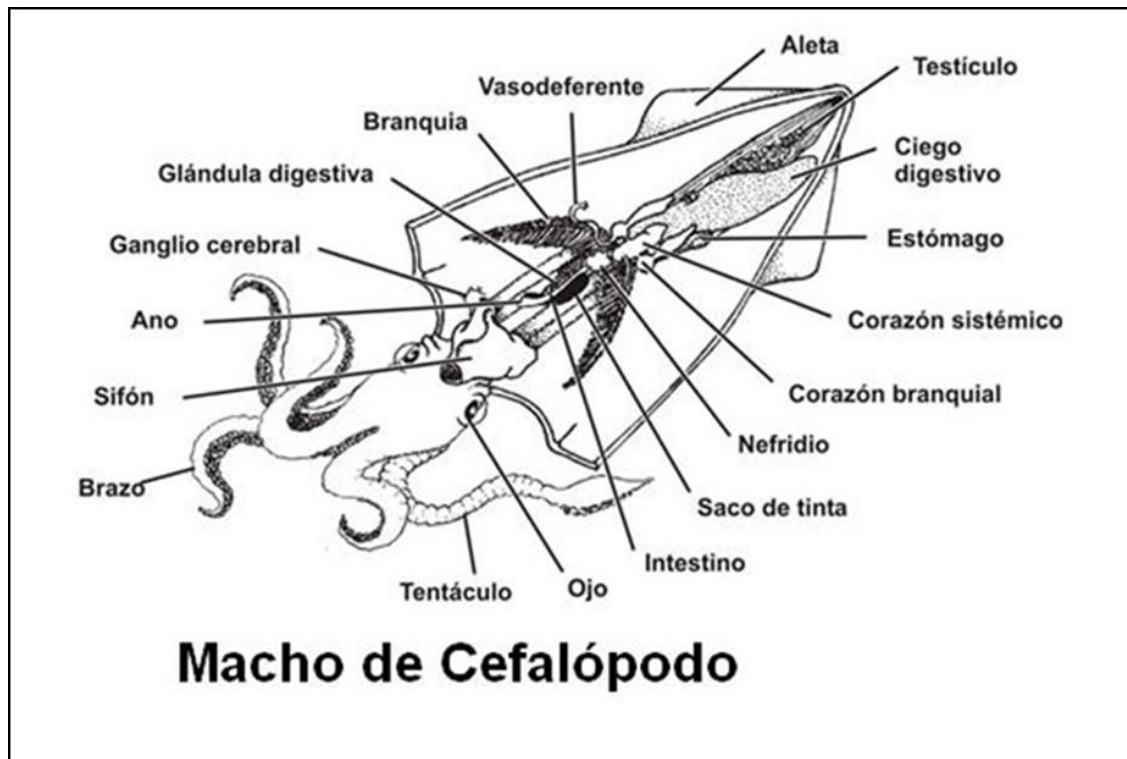 Aleta
Testículo
Vasodeferente
Branquia
Ciego
digestivo
Glándula digestiva
Estómago
Ganglio cerebral
Ano
Corazón sistémico
Sifón
Corazón branquial
Nefridio
Brazo
Saco de tinta
Intestino
Tentáculo
Ojo
Macho de Cefalópodo